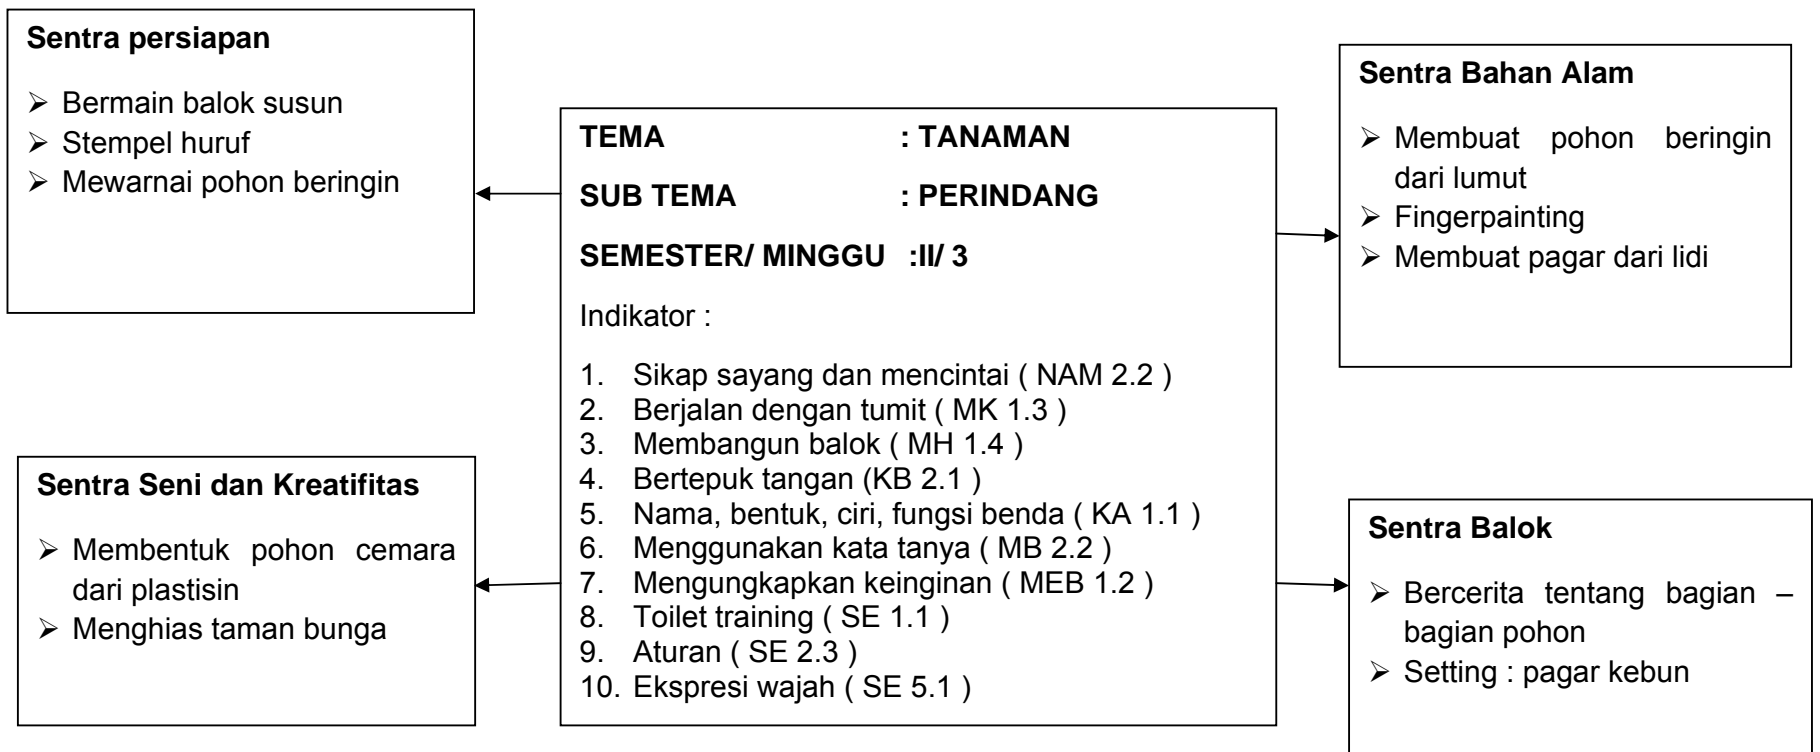 Sentra persiapan
➢ Bermain balok susun
➢ Stempel huruf
➢ Mewarnai pohon beringin
Sentra Bahan Alam
➢ Membuat pohon beringin
dari lumut
➢ Fingerpainting
➢ Membuat pagar dari lidi
TEMA : TANAMAN
SUB TEMA : PERINDANG
SEMESTER/ MINGGU :II/ 3
Indikator :
1. Sikap sayang dan mencintai ( NAM 2.2 )
2. Berjalan dengan tumit ( MK 1.3 )
3. Membangun balok ( MH 1.4 )
4. Bertepuk tangan (KB 2.1 )
5. Nama, bentuk, ciri, fungsi benda ( KA 1.1 )
6. Menggunakan kata tanya ( MB 2.2 )
7. Mengungkapkan keinginan ( MEB 1.2 )
8. Toilet training ( SE 1.1 )
9. Aturan ( SE 2.3 )
10. Ekspresi wajah ( SE 5.1 )
Sentra Seni dan Kreatifitas
➢ Membentuk pohon cemara
dari plastisin
➢ Menghias taman bunga
Sentra Balok
➢ Bercerita tentang bagian –
bagian pohon
➢ Setting : pagar kebun